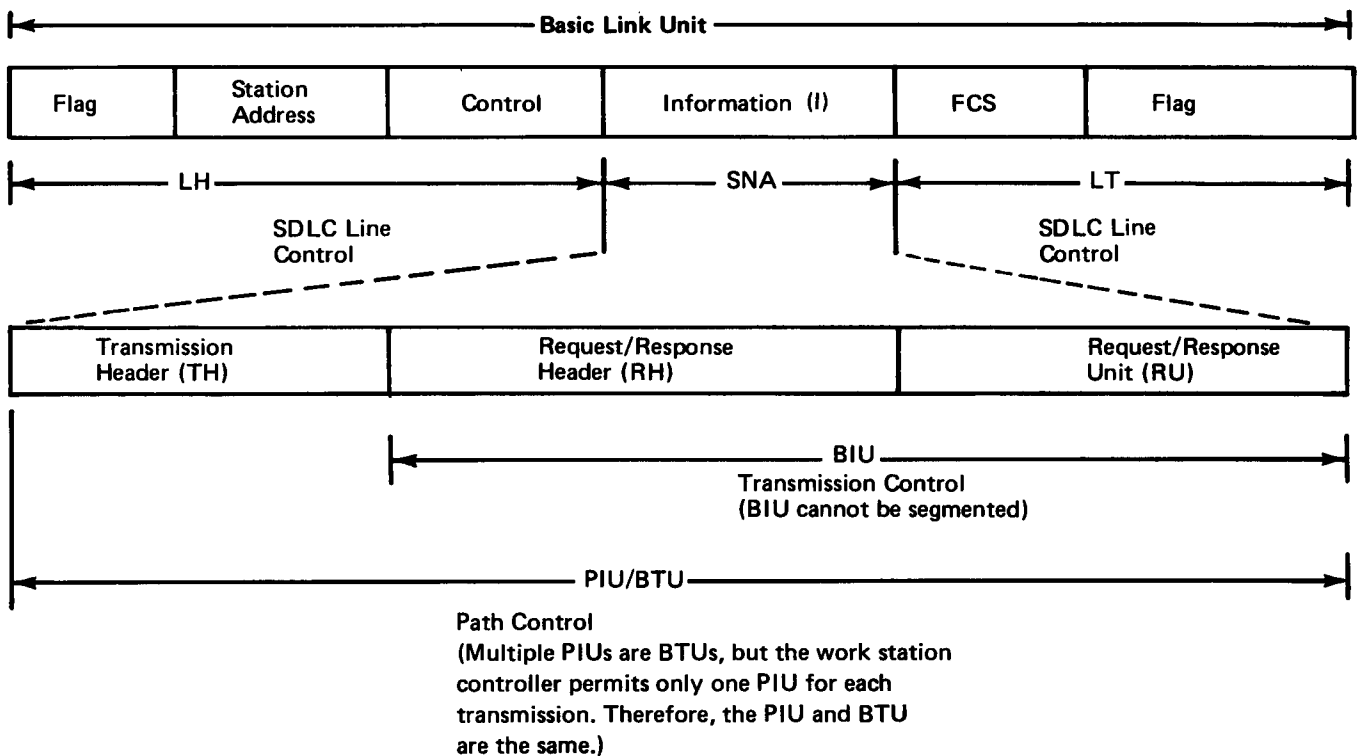 Basic Link Unit
Flag
Station
Address
Control
Information (I)
FCS
Flag
LH
SNA
LT
SDLC Line
Control
SDLC Line
Control
Transmission
Header (TH)
Request/Response
Header (RH)
Request/Response
Unit (RU)
BIU
Transmission Control
(BIU cannot be segmented)
PIU/BTU
Path Control
(Multiple PIUs are BTUs, but the work station
controller permits only one PIU for each
transmission. Therefore, the PIU and BTU
are the same.)